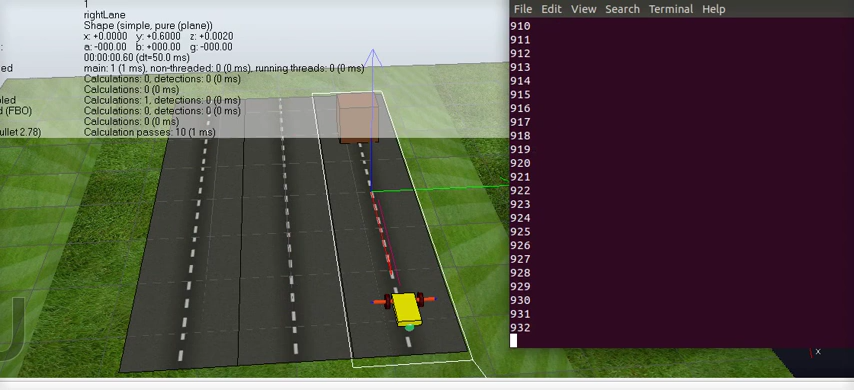 1
rightLane
Shape (simple, pure (plane))
x: +0.0000 y: +0.6000 z: +0.0020
a: -000.00 b: +000.00 g: -000.00
00:00:00.60 (dt=50.0 ms)
ed main: 1 (1 ms), non-threaded: 0 (0 ms), running threads: 0 (0 ms)
Calculations: 0, detections: 0 (0 ms)
Calculations: 0 (0 ms)
bled Calculations: 1, detections: 0 (0 ms)
d (FBO) Calculations: 0, detections: 0 (0 ms)
Calculations: 0 (0 ms)
ullet 2.78) Calculation passes: 10 (1 ms)
x
File Edit View Search Terminal Help
910
911
912
913
914
915
916
917
918
919
920
921
922
923
924
925
926
927
928
929
930
931
932